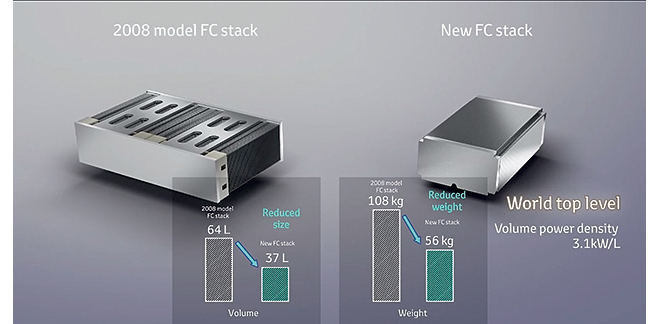 2008 model FC stack
New FC stack
2008 model
FC stack
64 L
Reduced
size
New FC stack
37 L
Volume
2008 model
FC stack
108 kg
Reduced
weight
New FC stack
56 kg
Weight
World top level
Volume power density
3.1kW/L